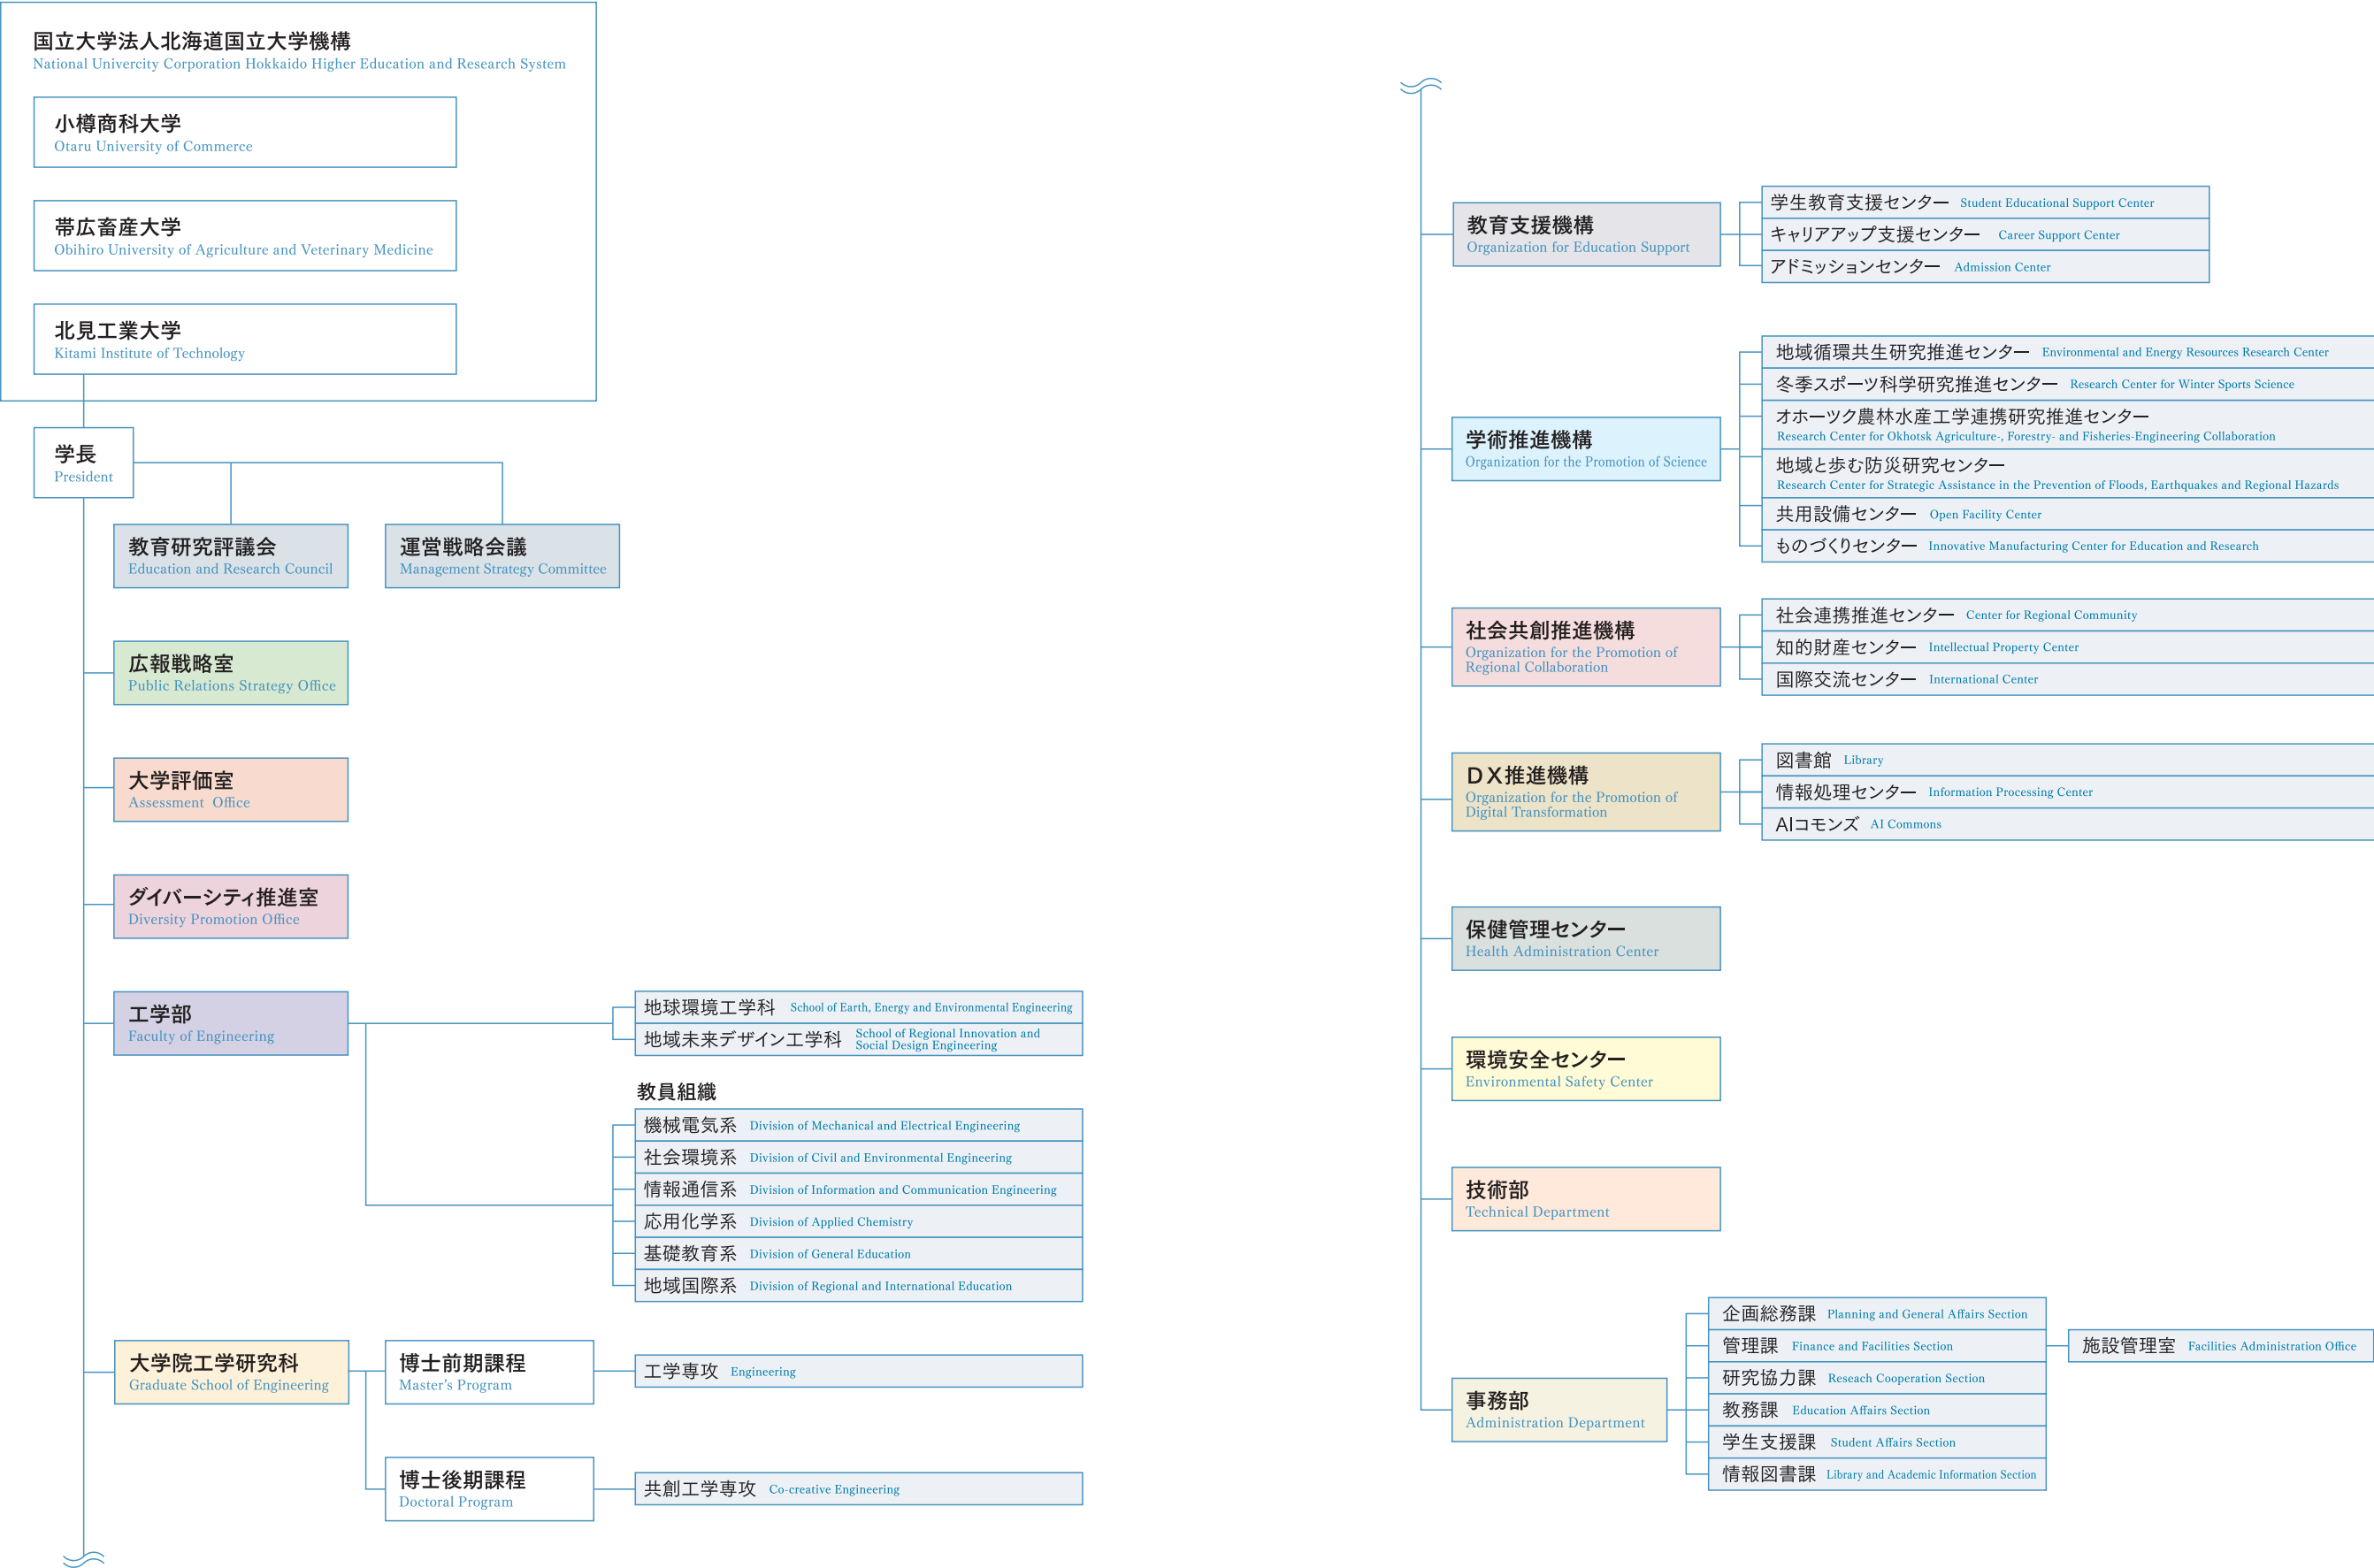 国立大学法人北海道国立大学機構
National Univercity Corporation Hokkaido Higher Education and Research System
小樽商科大学
Otaru University of Commerce
帯広畜産大学
Obihiro University of Agriculture and Veterinary Medicine
北見工業大学
Kitami Institute of Technology
学長
President
教育研究評議会
Education and Research Council
運営戦略会議
Management Strategy Committee
広報戦略室
Public Relations Strategy Office
大学評価室
Assessment Office
ダイバーシティ推進室
Diversity Promotion Office
工学部
Faculty of Engineering
地球環境工学科 School of Earth, Energy and Environmental Engineering
地域未来デザイン工学科 School of Regional Innovation and
Social Design Engineering
教員組織
機械電気系 Division of Mechanical and Electrical Engineering
社会環境系 Division of Civil and Environmental Engineering
情報通信系 Division of Information and Communication Engineering
応用化学系 Division of Applied Chemistry
基礎教育系 Division of General Education
地域国際系 Division of Regional and International Education
大学院工学研究科
Graduate School of Engineering
博士前期課程
Master's Program
工学専攻 Engineering
博士後期課程
Doctoral Program
共創工学専攻 Co-creative Engineering
教育支援機構
Organization for Education Support
学生教育支援センター Student Educational Support Center
キャリアアップ支援センター Career Support Center
アドミッションセンター Admission Center
学術推進機構
Organization for the Promotion of Science
地域循環共生研究推進センター Environmental and Energy Resources Research Center
冬季スポーツ科学研究推進センター Research Center for Winter Sports Science
オホーツク農林水産工学連携研究推進センター
Research Center for Okhotsk Agriculture-, Forestry- and Fisheries-Engineering Collaboration
地域と歩む防災研究センター
Research Center for Strategic Assistance in the Prevention of Floods, Earthquakes and Regional Hazards
共用設備センター Open Facility Center
ものづくりセンター Innovative Manufacturing Center for Education and Research
社会共創推進機構
Organization for the Promotion of
Regional Collaboration
社会連携推進センター Center for Regional Community
知的財産センター Intellectual Property Center
国際交流センター International Center
DX推進機構
Organization for the Promotion of
Digital Transformation
図書館 Library
情報処理センター Information Processing Center
AIコモンズ AI Commons
保健管理センター
Health Administration Center
環境安全センター
Environmental Safety Center
技術部
Technical Department
事務部
Administration Department
企画総務課 Planning and General Affairs Section
管理課 Finance and Facilities Section
施設管理室 Facilities Administration Office
研究協力課 Reseach Cooperation Section
教務課 Education Affairs Section
学生支援課 Student Affairs Section
情報図書課 Library and Academic Information Section